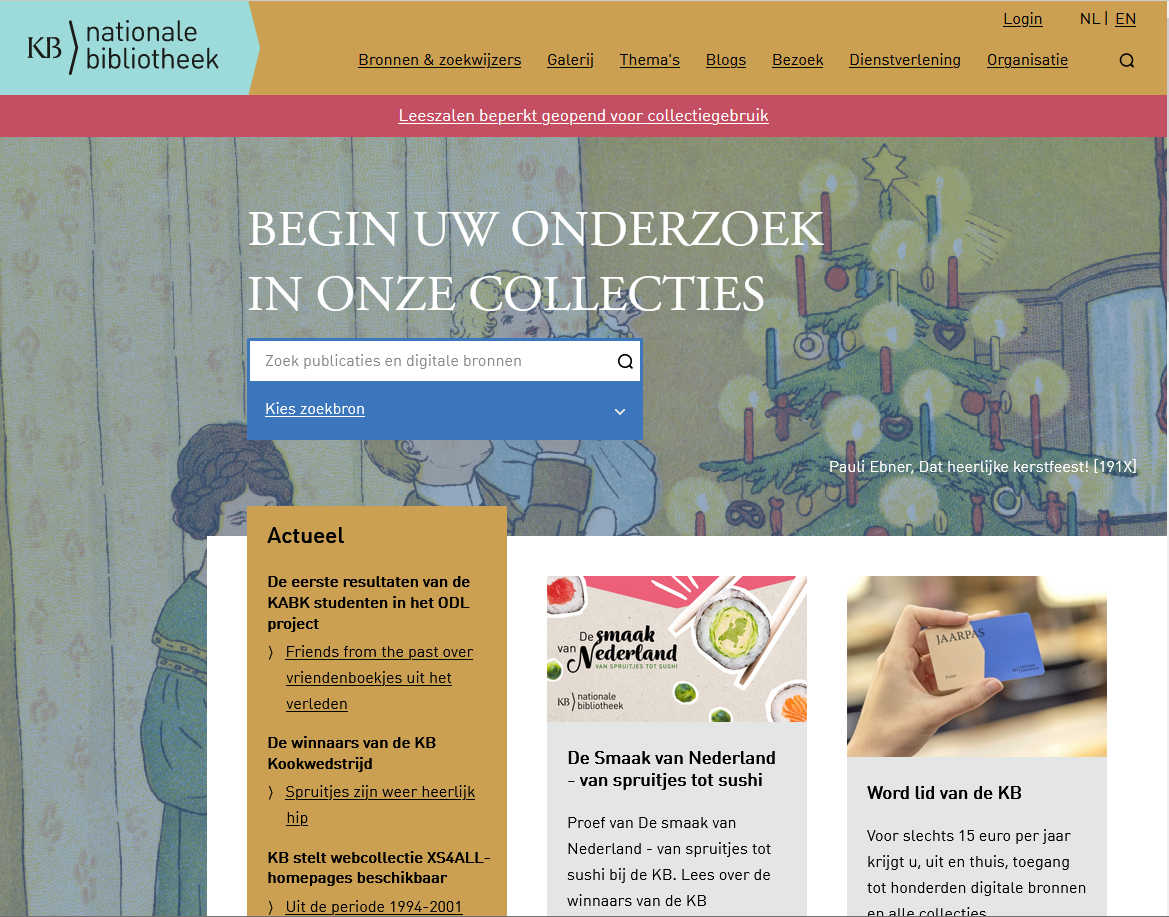 KB nationale
bibliotheek
Login NL | EN
Bronnen & zoekwijzers Galerij Thema's Blogs Bezoek Dienstverlening Organisatie
Leeszalen beperkt geopend voor collectiegebruik
BEGIN UW ONDERZOEK
IN ONZE COLLECTIES
Zoek publicaties en digitale bronnen
Kies zoekbron
Pauli Ebner, Dat heerlijke kerstfeest! [191X]
Actueel
De eerste resultaten van de
KABK studenten in het ODL
project
Friends from the past over
vriendenboekjes uit het
verleden
De winnaars van de KB
Kookwedstrijd
Spruitjes zijn weer heerlijk
hip
KB stelt webcollectie XS4ALL-
homepages beschikbaar
Uit de periode 1994-2001
De smaak
van Nederland
VAN SPRUITJES TOT SUSHI
KB nationale
bibliotheek
De Smaak van Nederland
- van spruitjes tot sushi
Proef van De smaak van
Nederland - van spruitjes tot
sushi bij de KB. Lees over de
winnaars van de KB
JAARPAS
Word lid van de KB
Voor slechts 15 euro per jaar
krijgt u, uit en thuis, toegang
tot honderden digitale bronnen
en alle collecties